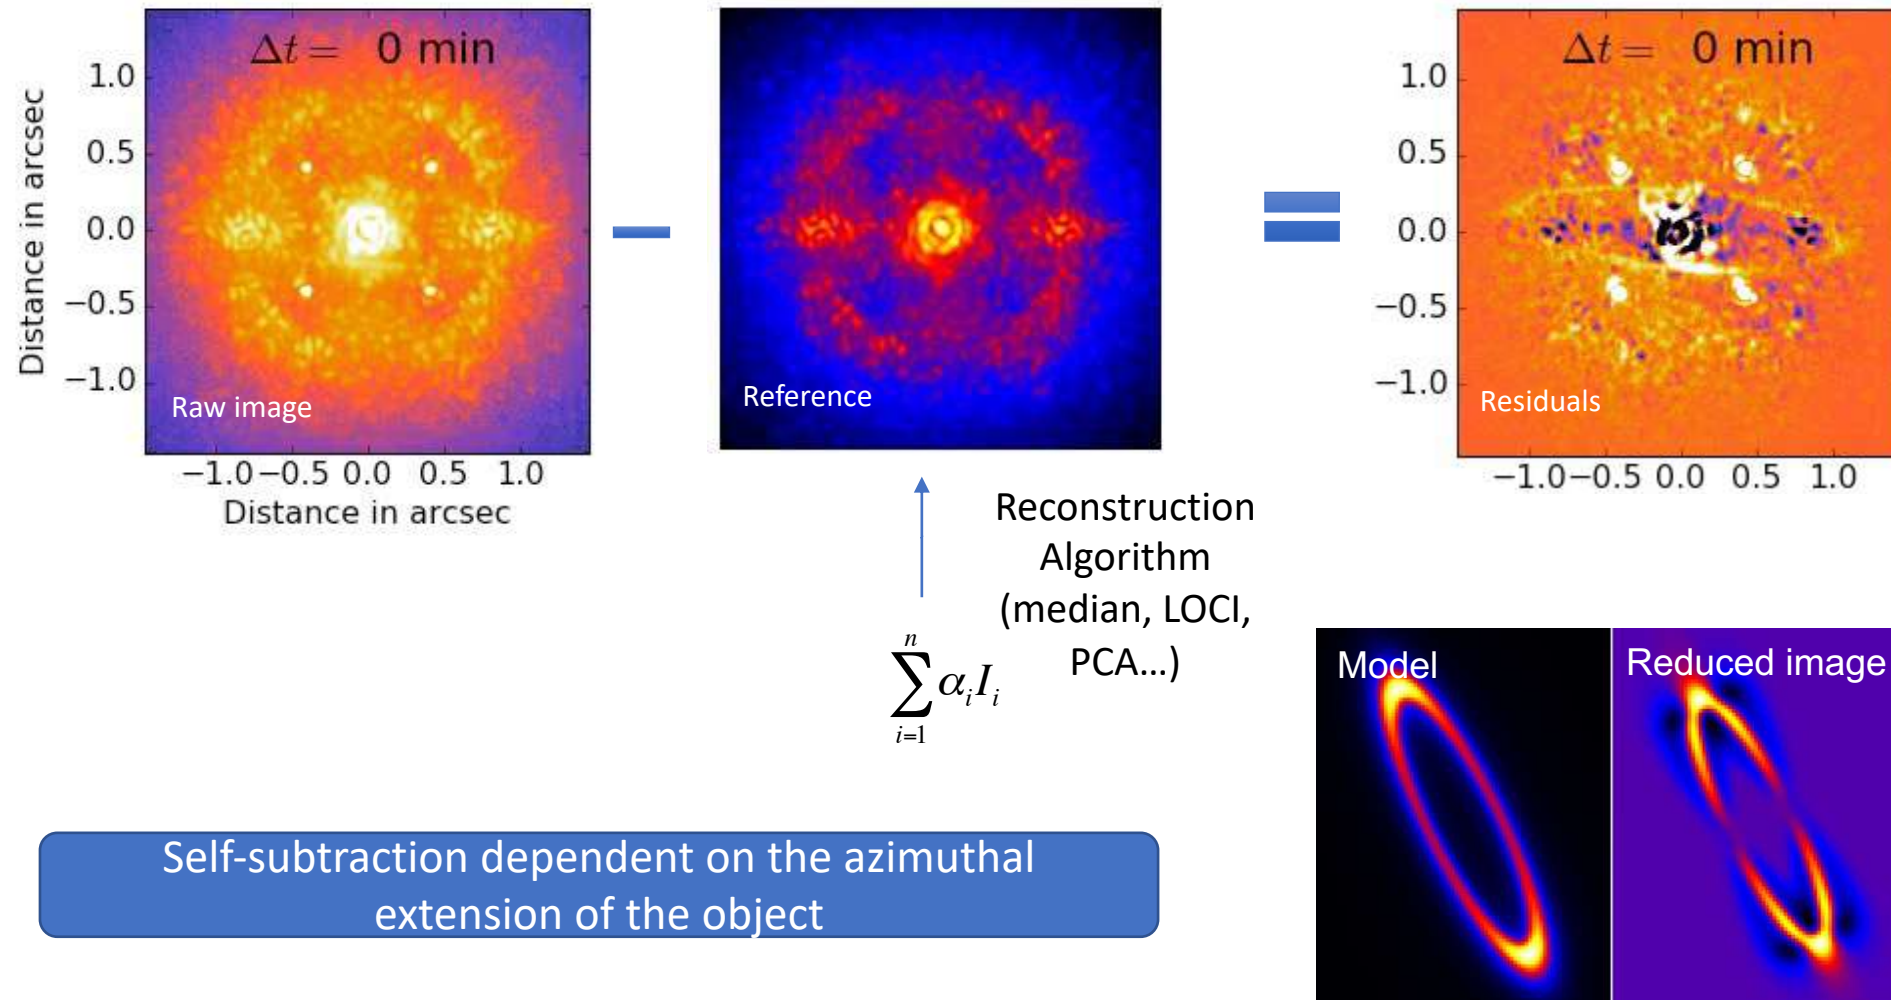 Δt = 0 min
1.0
0.5
0.0
−0.5
−1.0
Distance in arcsec
Raw image
−1.0 −0.5 0.0 0.5 1.0
Distance in arcsec
Reference
Δt = 0 min
1.0
0.5
0.0
−0.5
−1.0
Residuals
−1.0 −0.5 0.0 0.5 1.0
Reconstruction
Algorithm
(median, LOCI,
PCA...)
n
∑ αᵢIᵢ
i=1
Model
Reduced image
Self-subtraction dependent on the azimuthal
extension of the object